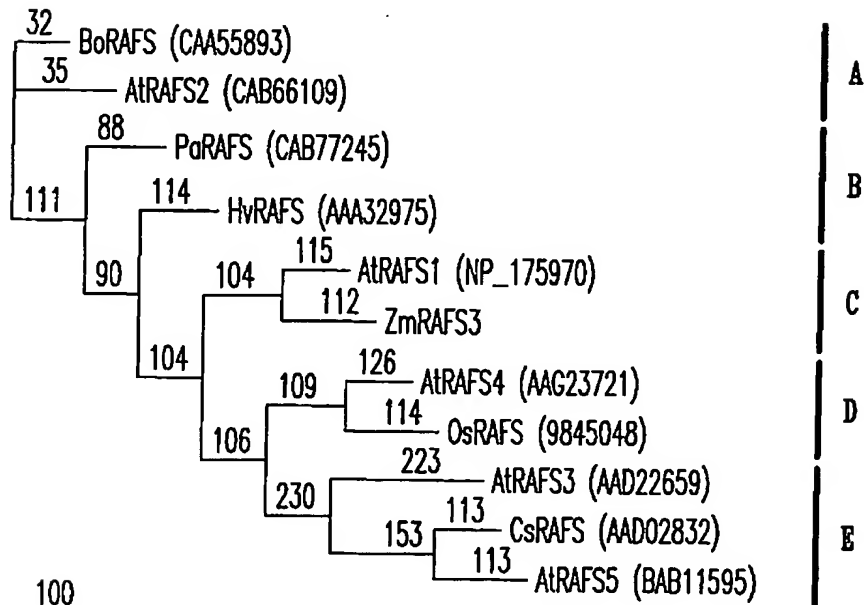 32
BoRAFS (CAA55893)
A
35
AtRAFS2 (CAB66109)
88
PaRAFS (CAB77245)
B
111
114
HvRAFS (AAA32975)
90
115
AtRAFS1 (NP_175970)
104
112
ZmRAFS3
C
104
126
AtRAFS4 (AAG23721)
109
114
OsRAFS (9845048)
D
106
223
AtRAFS3 (AAD22659)
230
113
CsRAFS (AAD02832)
E
153
113
AtRAFS5 (BAB11595)
100